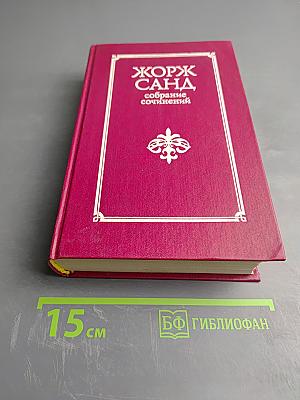 ЖОРЖ
САНД
собрание
сочинений
15 см
БФ ГИБЛИОФАН